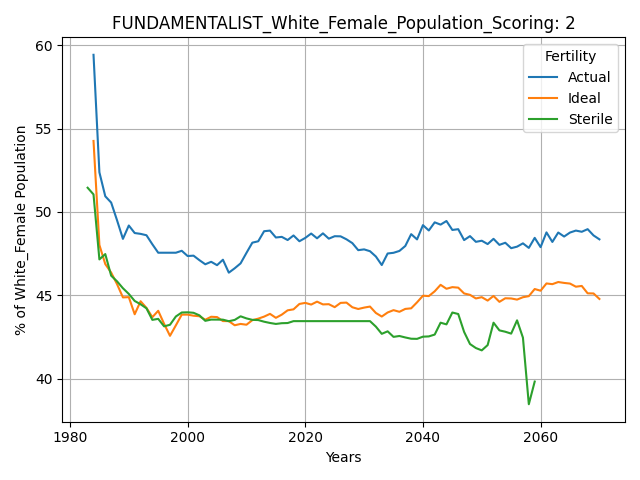 FUNDAMENTALIST_White_Female_Population_Scoring: 2
Fertility
Actual
Ideal
Sterile
% of White_Female Population
60
55
50
45
40
1980
2000
2020
2040
2060
Years